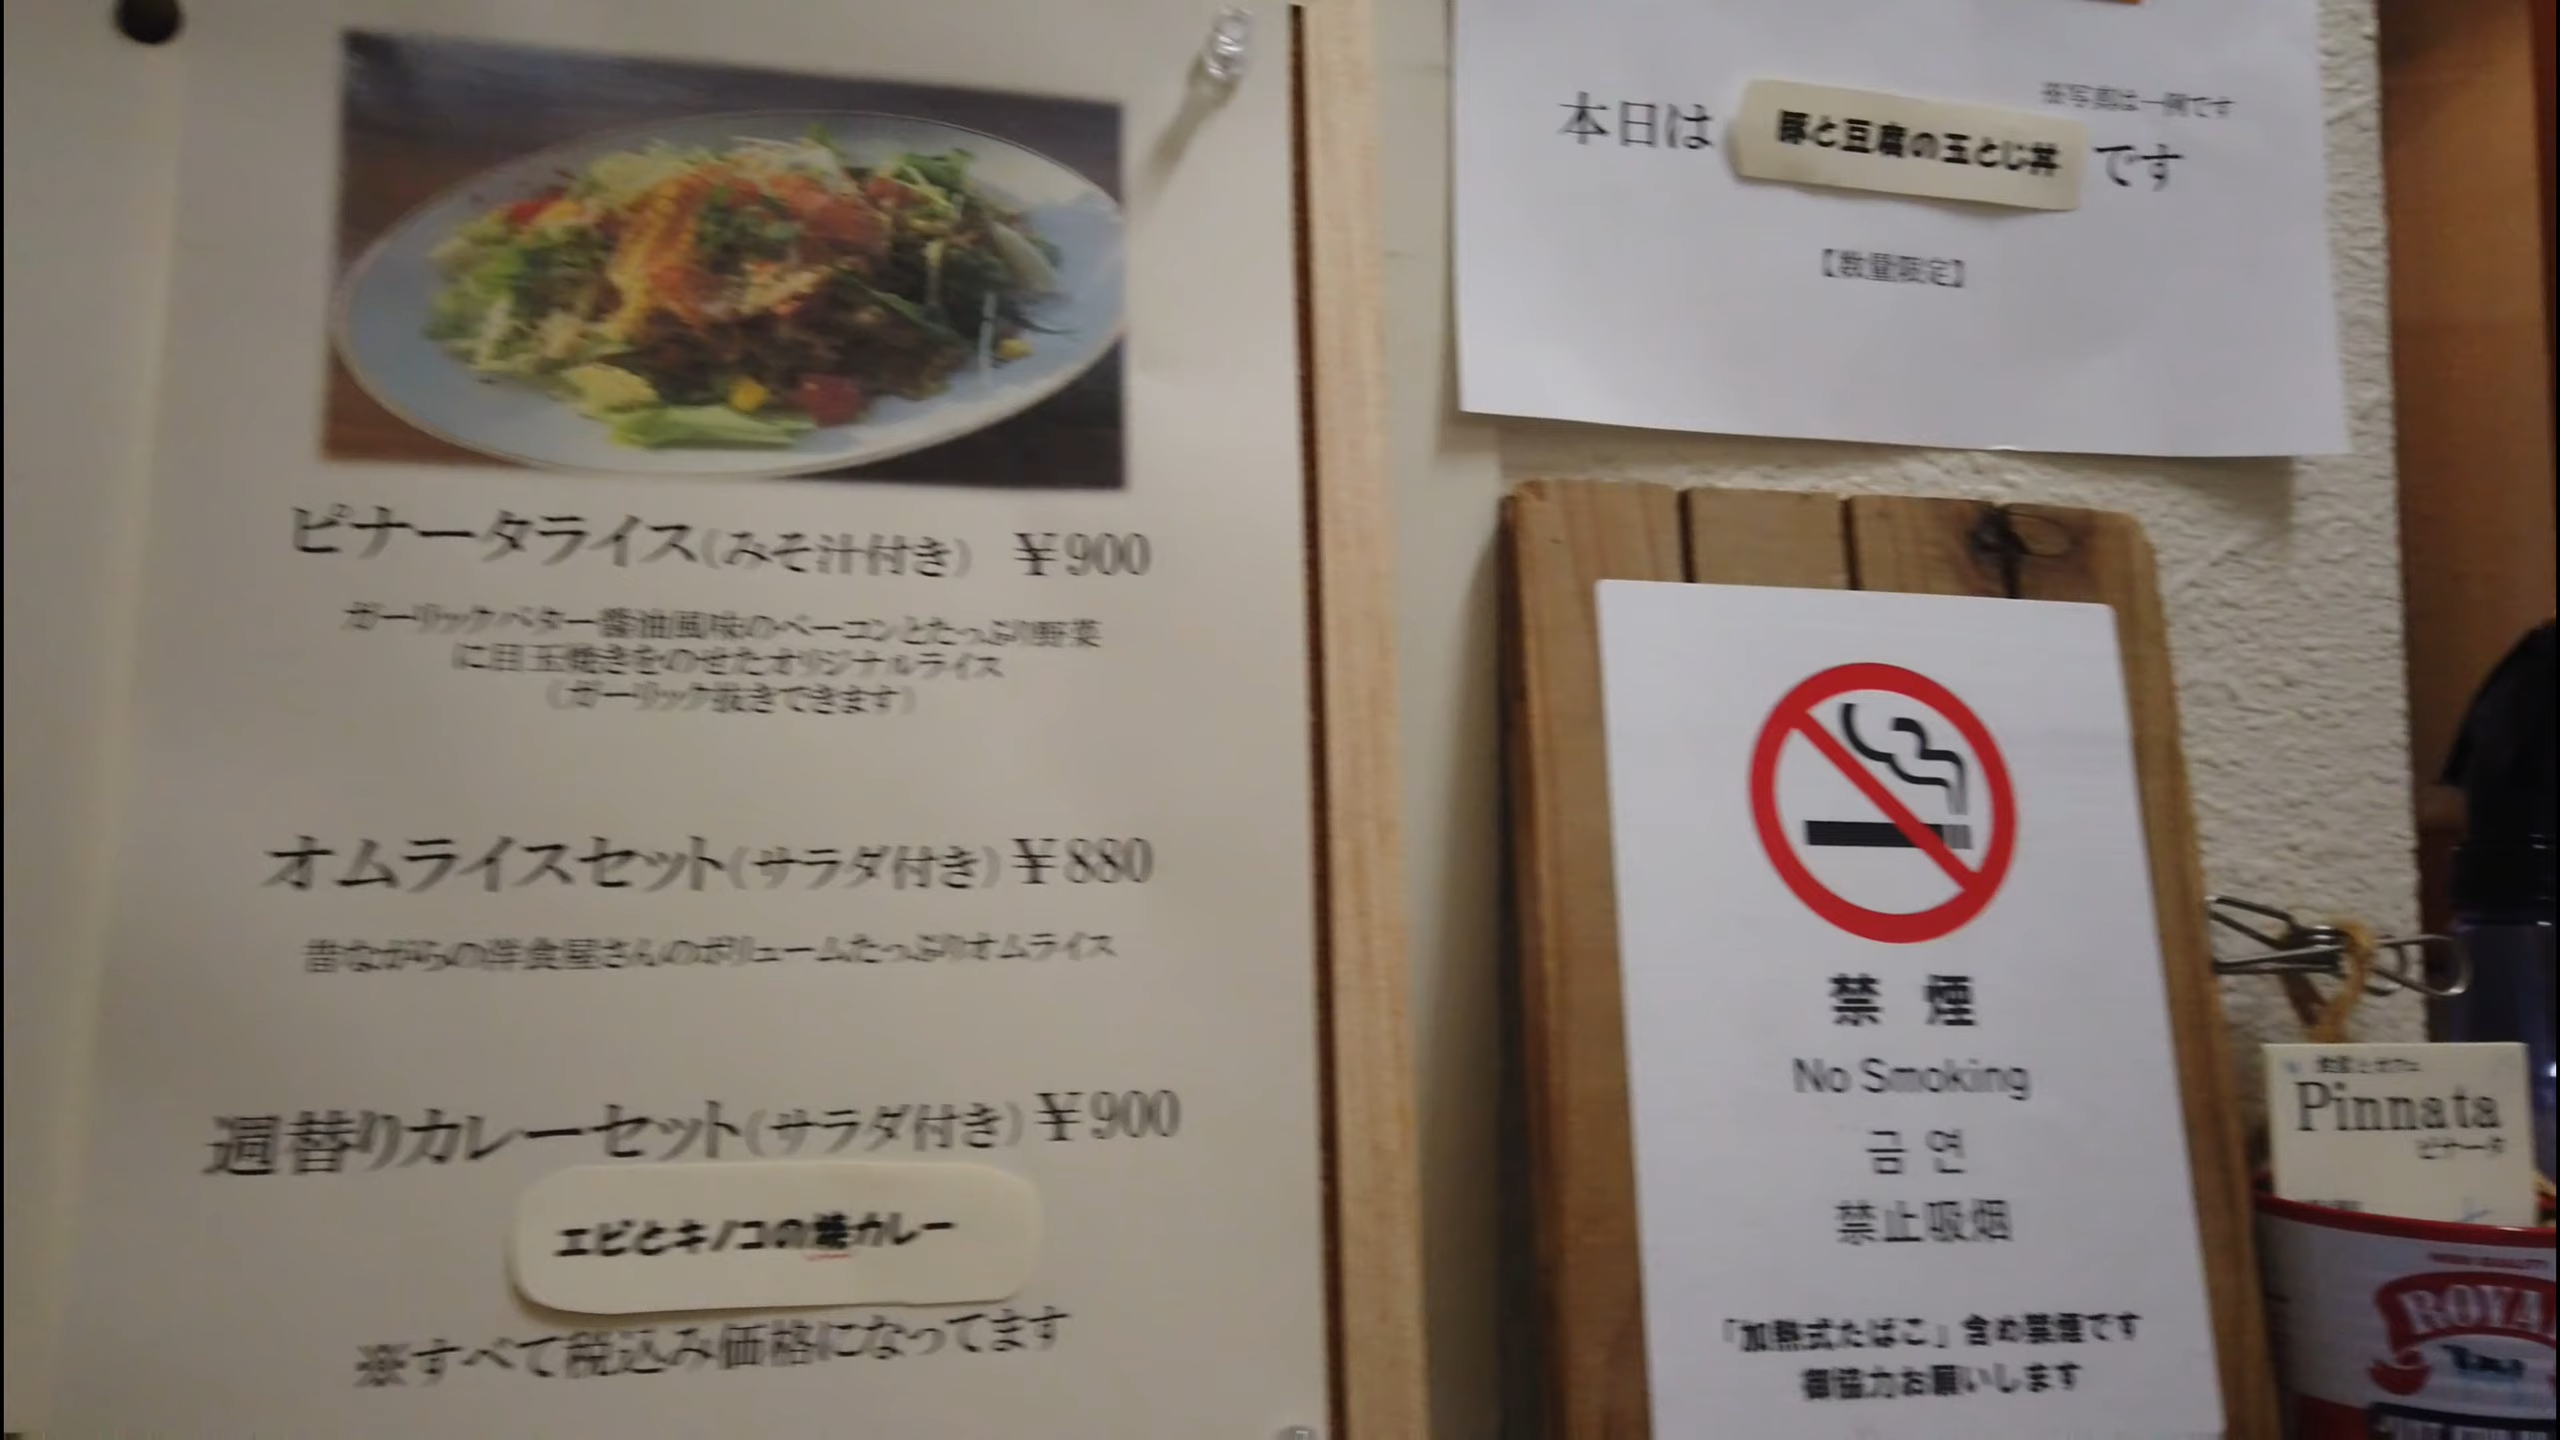 ピナータライス(みそ汁付き) ¥900
ガーリックバター醤油風味のベーコンとたっぷり野菜
に目玉焼きをのせたオリジナルライス
(ガーリック抜きできます)
オムライスセット(サラダ付き) ¥880
昔ながらの洋食屋さんのボリュームたっぷりオムライス
週替りカレーセット(サラダ付き) ¥900
エビとキノコの焼カレー
※すべて税込み価格になってます
※写真は一例です
本日は 豚と豆腐の玉とじ丼 です
【数量限定】
禁煙
No Smoking
금연
禁止吸烟
「加熱式たばこ」含め禁煙です
御協力お願いします
Pinnata
ピナータ
ROYA